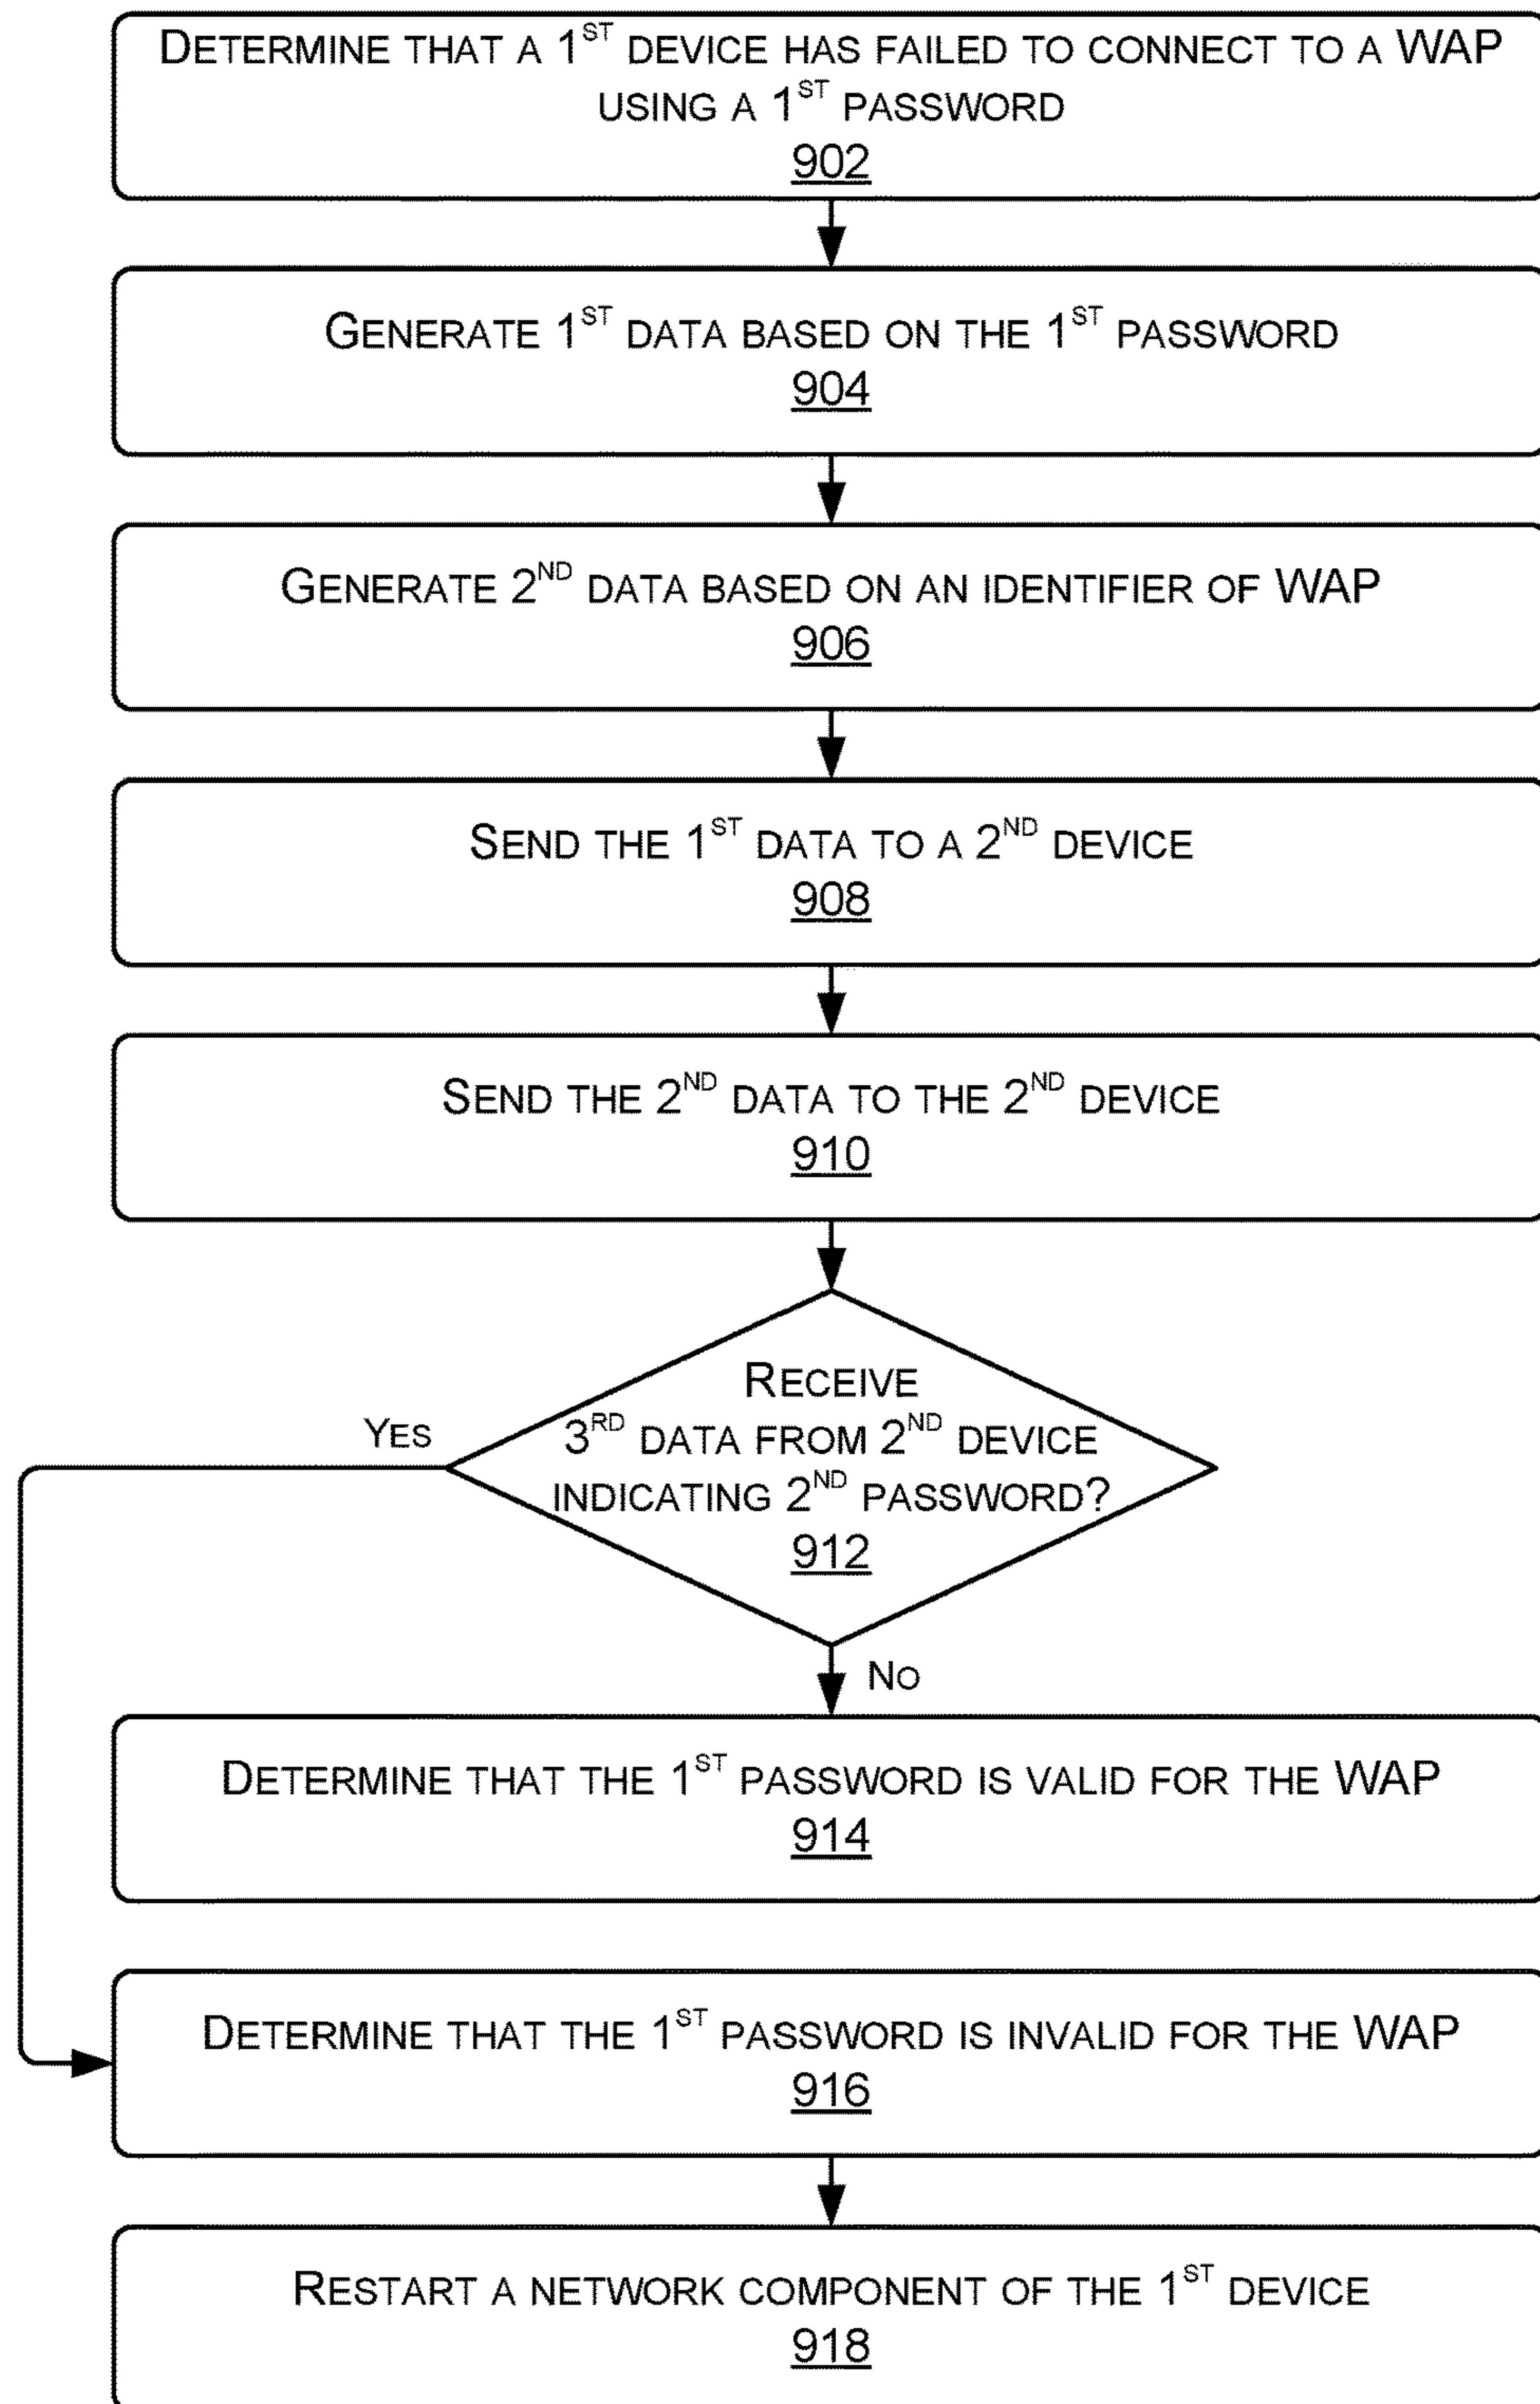 DETERMINE THAT A 1ST DEVICE HAS FAILED TO CONNECT TO A WAP
USING A 1ST PASSWORD
902
GENERATE 1ST DATA BASED ON THE 1ST PASSWORD
904
GENERATE 2ND DATA BASED ON AN IDENTIFIER OF WAP
906
SEND THE 1ST DATA TO A 2ND DEVICE
908
SEND THE 2ND DATA TO THE 2ND DEVICE
910
RECEIVE
3RD DATA FROM 2ND DEVICE
INDICATING 2ND PASSWORD?
912
YES
NO
DETERMINE THAT THE 1ST PASSWORD IS VALID FOR THE WAP
914
DETERMINE THAT THE 1ST PASSWORD IS INVALID FOR THE WAP
916
RESTART A NETWORK COMPONENT OF THE 1ST DEVICE
918